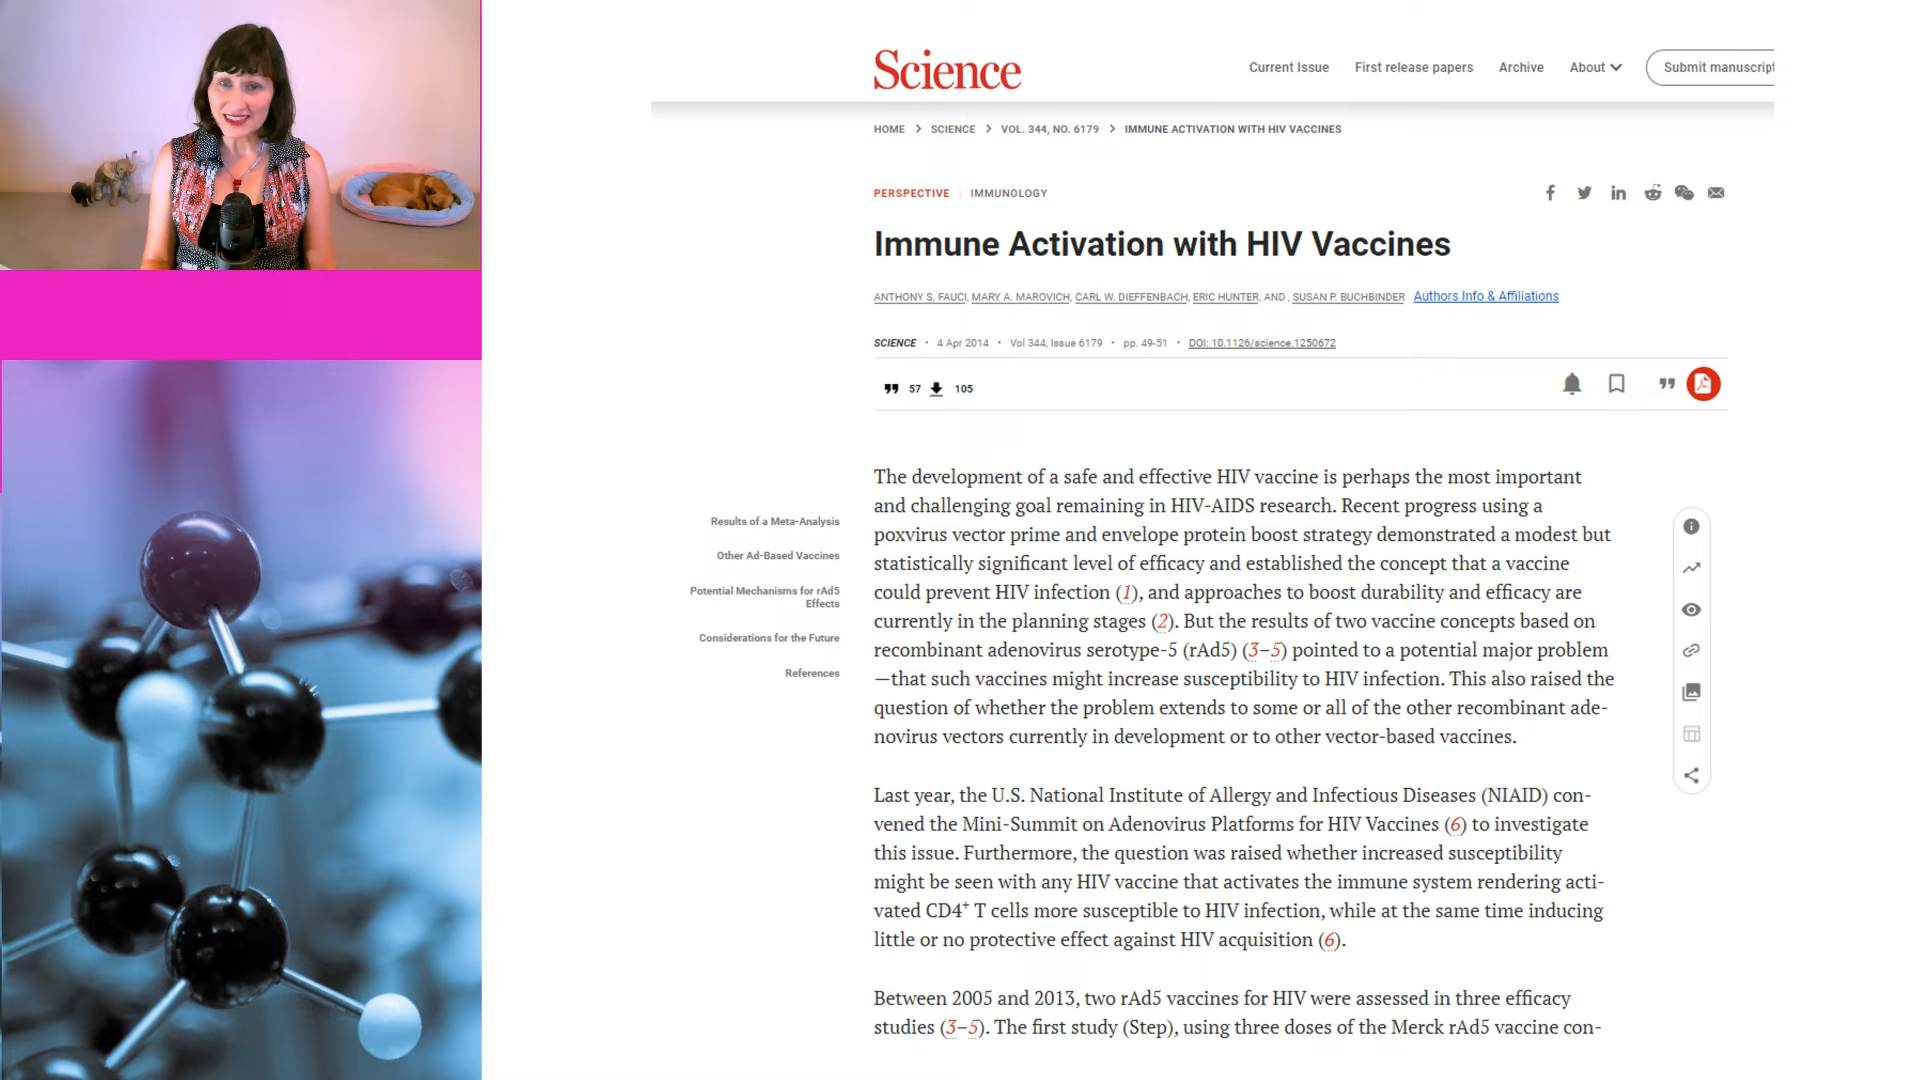 Science
Current Issue First release papers Archive About Submit manuscript
HOME > SCIENCE > VOL. 344, NO. 6179 > IMMUNE ACTIVATION WITH HIV VACCINES
PERSPECTIVE | IMMUNOLOGY
Immune Activation with HIV Vaccines
ANTHONY S. FAUCI, MARY A. MAROVICH, CARL W. DIEFFENBACH, ERIC HUNTER, AND , SUSAN P. BUCHBINDER Authors Info & Affiliations
SCIENCE • 4 Apr 2014 • Vol 344, Issue 6179 • pp. 49-51 • DOI: 10.1126/science.1250672
57 105
Results of a Meta-Analysis
Other Ad-Based Vaccines
Potential Mechanisms for rAd5
Effects
Considerations for the Future
References
The development of a safe and effective HIV vaccine is perhaps the most important
and challenging goal remaining in HIV-AIDS research. Recent progress using a
poxvirus vector prime and envelope protein boost strategy demonstrated a modest but
statistically significant level of efficacy and established the concept that a vaccine
could prevent HIV infection (1), and approaches to boost durability and efficacy are
currently in the planning stages (2). But the results of two vaccine concepts based on
recombinant adenovirus serotype-5 (rAd5) (3–5) pointed to a potential major problem
—that such vaccines might increase susceptibility to HIV infection. This also raised the
question of whether the problem extends to some or all of the other recombinant ade-
novirus vectors currently in development or to other vector-based vaccines.
Last year, the U.S. National Institute of Allergy and Infectious Diseases (NIAID) con-
vened the Mini-Summit on Adenovirus Platforms for HIV Vaccines (6) to investigate
this issue. Furthermore, the question was raised whether increased susceptibility
might be seen with any HIV vaccine that activates the immune system rendering acti-
vated CD4+ T cells more susceptible to HIV infection, while at the same time inducing
little or no protective effect against HIV acquisition (6).
Between 2005 and 2013, two rAd5 vaccines for HIV were assessed in three efficacy
studies (3–5). The first study (Step), using three doses of the Merck rAd5 vaccine con-